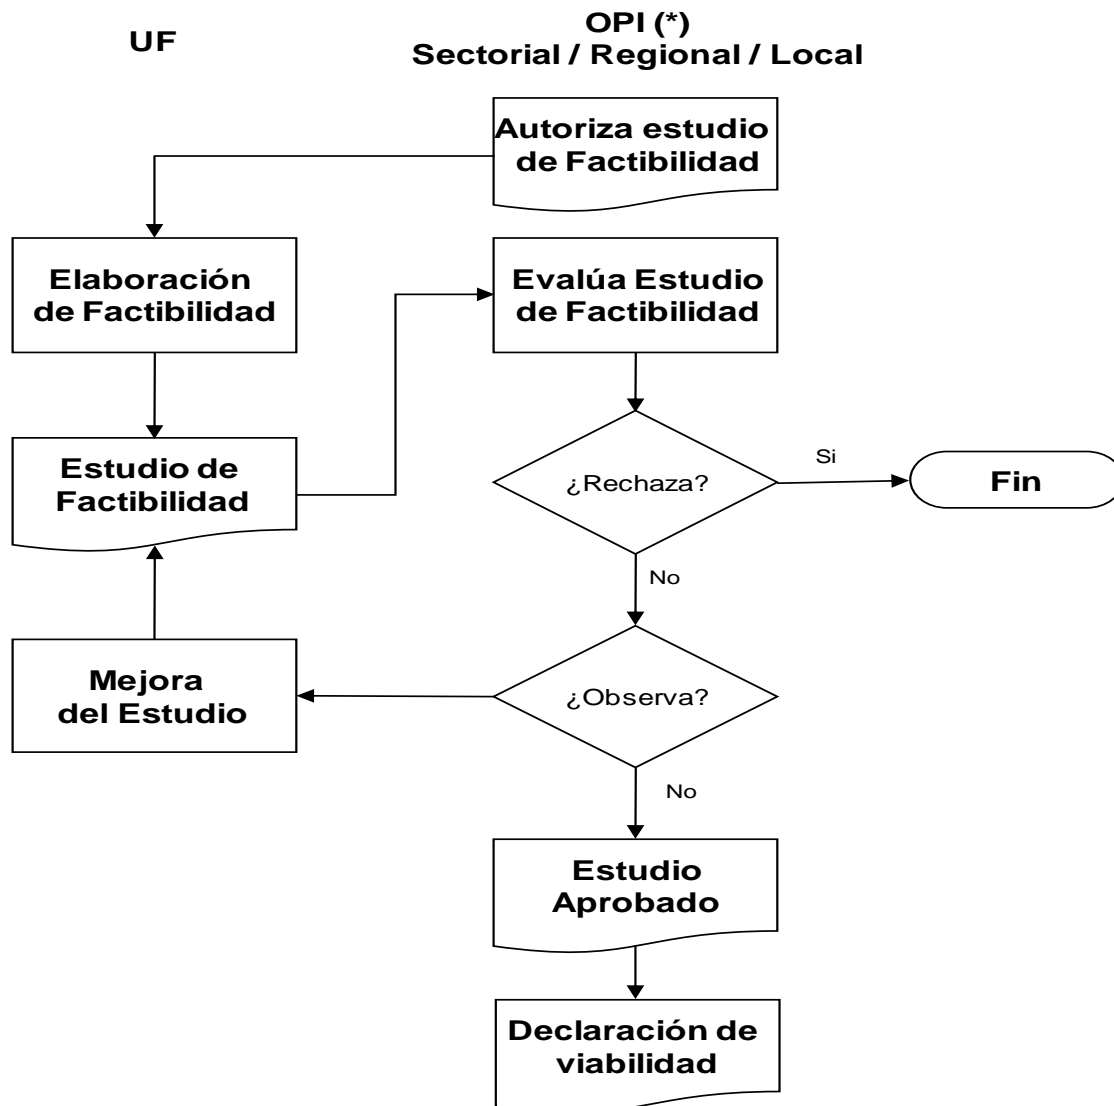 UF
OPI (*)
Sectorial / Regional / Local
Autoriza estudio
de Factibilidad
Elaboración
de Factibilidad
Evalúa Estudio
de Factibilidad
Estudio de
Factibilidad
¿Rechaza?
Si
Fin
No
Mejora
del Estudio
¿Observa?
No
Estudio
Aprobado
Declaración de
viabilidad